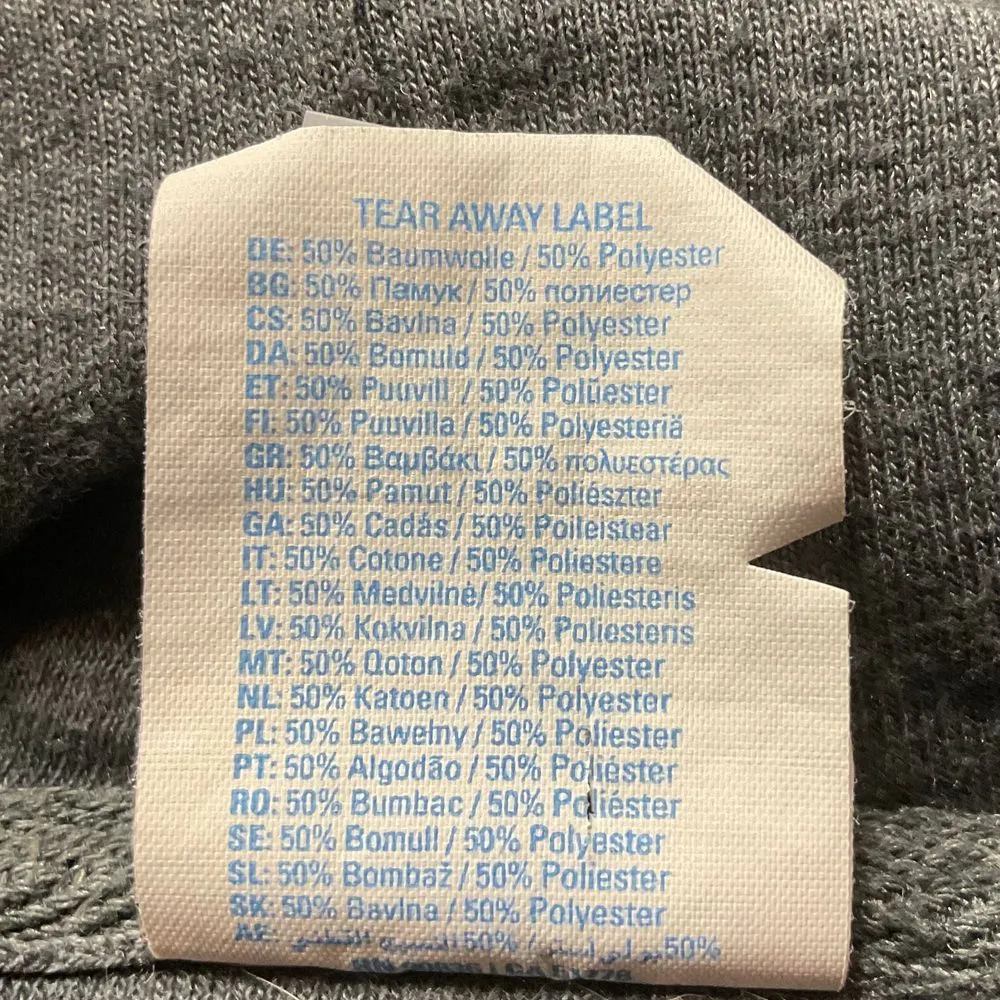 TEAR AWAY LABEL
DE: 50% Baumwolle / 50% Polyester
BG: 50% Памук / 50% полиестер
CS: 50% Bavlna / 50% Polyester
DA: 50% Bomuld / 50% Polyester
ET: 50% Puuvill / 50% Polüester
FI: 50% Puuvilla / 50% Polyesteriä
GR: 50% Βαμβάκι / 50% πολυεστέρας
HU: 50% Pamut / 50% Poliészter
GA: 50% Cadás / 50% Poileistear
IT: 50% Cotone / 50% Poliestere
LT: 50% Medvilnė/ 50% Poliesteris
LV: 50% Kokvilna / 50% Poliesteris
MT: 50% Qoton / 50% Polyester
NL: 50% Katoen / 50% Polyester
PL: 50% Bawełny / 50% Poliester
PT: 50% Algodão / 50% Poliéster
RO: 50% Bumbac / 50% Poliéster
SE: 50% Bomull / 50% Polyester
SL: 50% Bombaž / 50% Poliester
SK: 50% Bavlna / 50% Polyester
AE: 50% / 50%